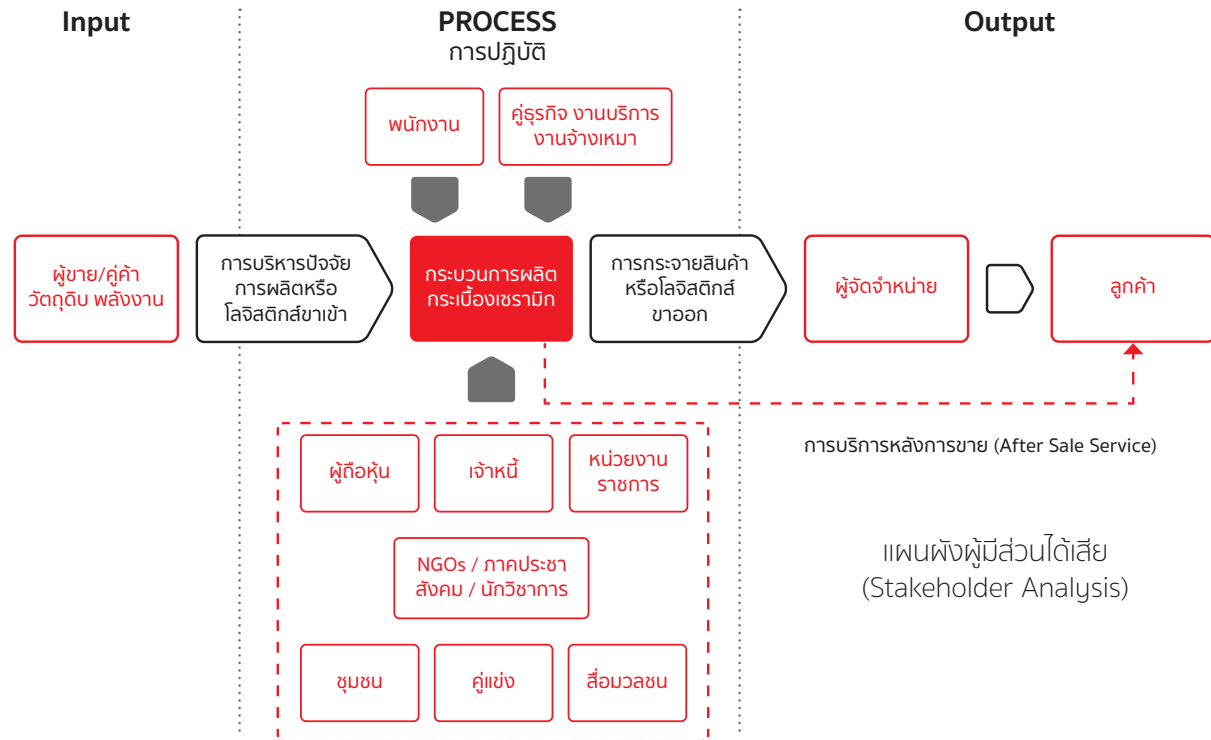 Input
PROCESS
การปฏิบัติ
Output
พนักงาน
คู่ธุรกิจ งานบริการ
งานจ้างเหมา
ผู้ขาย/คู่ค้า
วัตถุดิบ พลังงาน
การบริหารปัจจัย
การผลิตหรือ
โลจิสติกส์ขาเข้า
กระบวนการผลิต
กระเบื้องเซรามิก
การกระจายสินค้า
หรือโลจิสติกส์
ขาออก
ผู้จัดจำหน่าย
ลูกค้า
การบริการหลังการขาย (After Sale Service)
ผู้ถือหุ้น
เจ้าหนี้
หน่วยงาน
ราชการ
NGOs / ภาคประชา
สังคม / นักวิชาการ
ชุมชน
คู่แข่ง
สื่อมวลชน
แผนผังผู้มีส่วนได้เสีย
(Stakeholder Analysis)